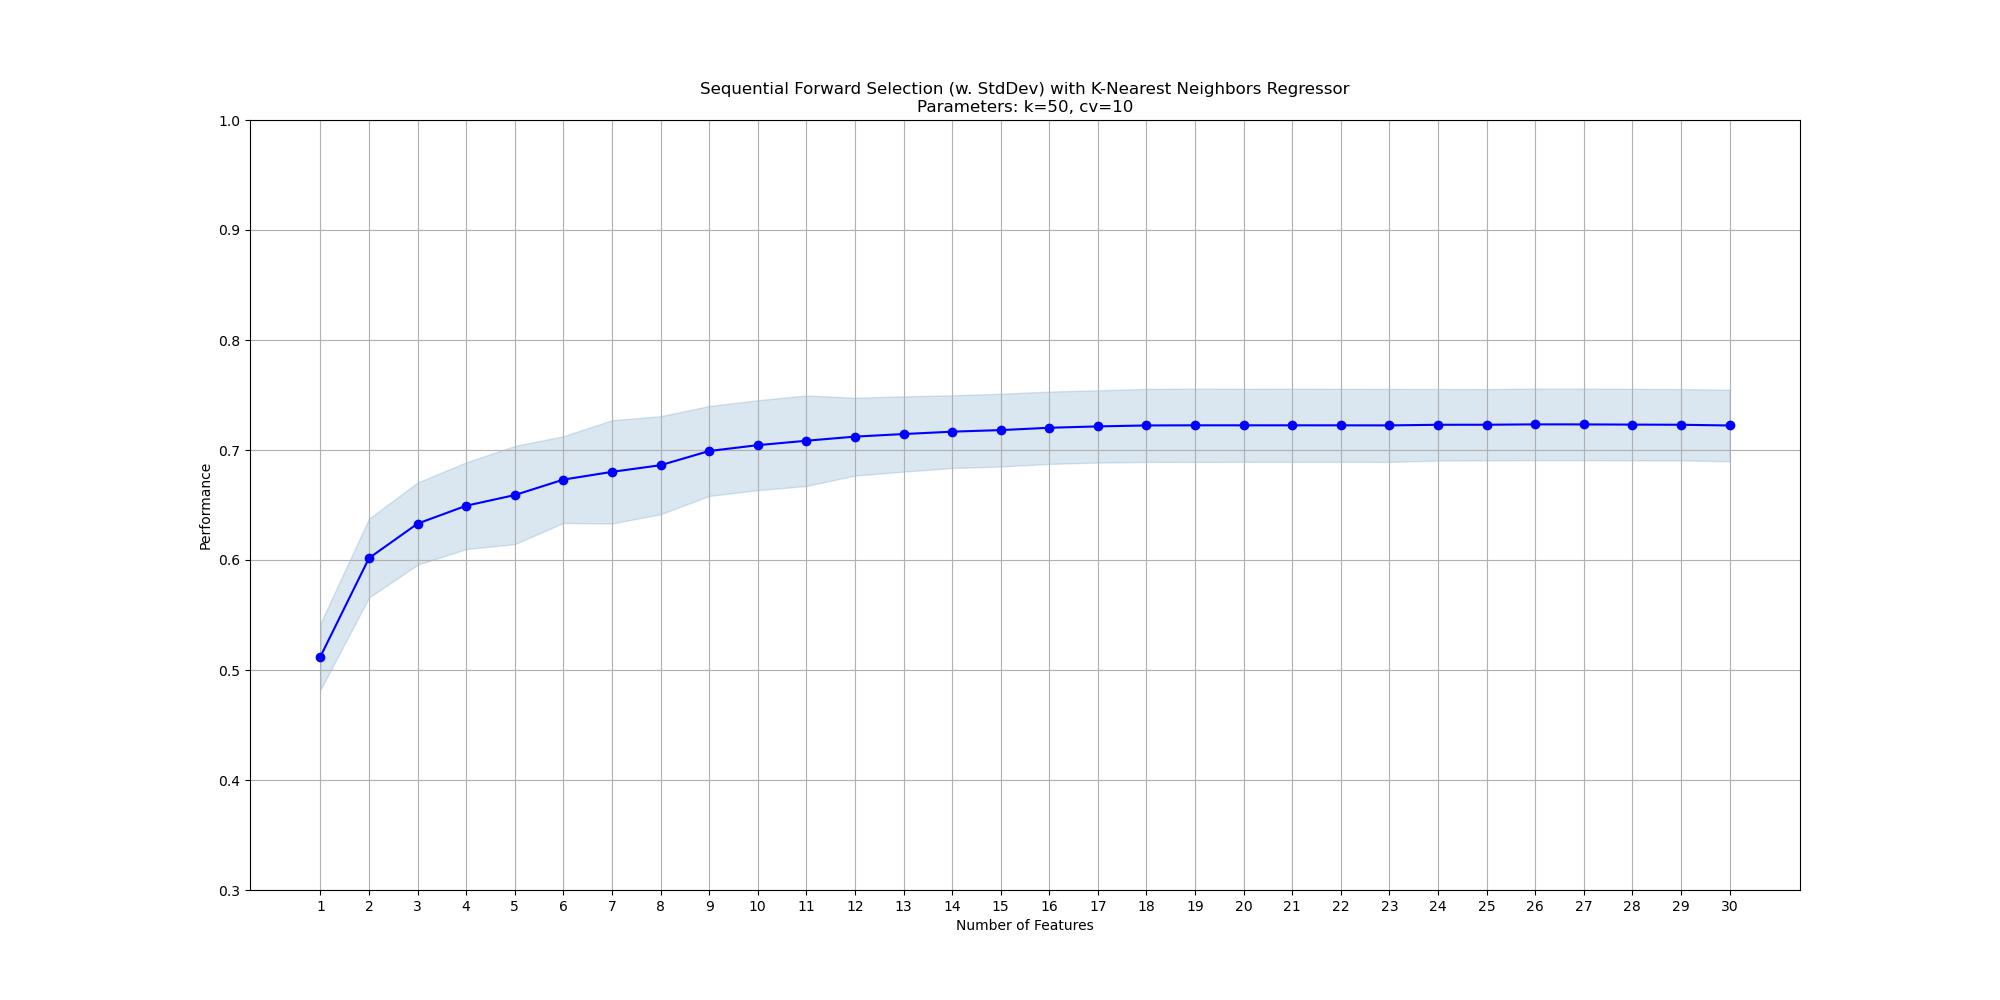 Sequential Forward Selection (w. StdDev) with K-Nearest Neighbors Regressor
Parameters: k=50, cv=10
1.0
0.9
0.8
0.7
0.6
0.5
0.4
0.3
Performance
1 2 3 4 5 6 7 8 9 10 11 12 13 14 15 16 17 18 19 20 21 22 23 24 25 26 27 28 29 30
Number of Features